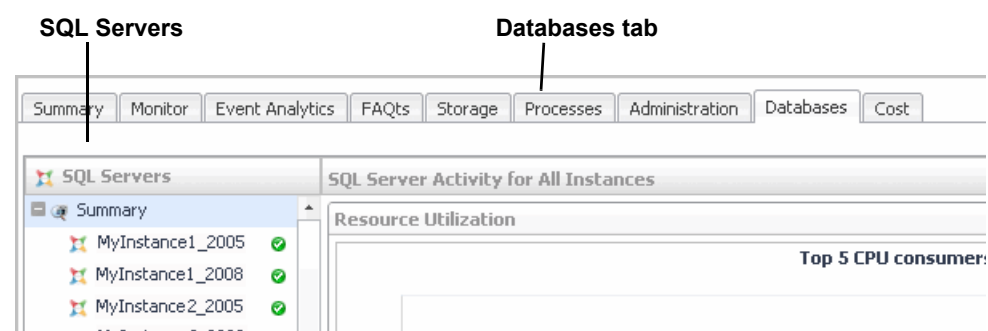 SQL Servers
Databases tab
Summary Monitor Event Analytics FAQts Storage Processes Administration Databases Cost
SQL Servers
SQL Server Activity for All Instances
Summary
Resource Utilization
MyInstance1_2005
Top 5 CPU consumers
MyInstance1_2008
MyInstance2_2005